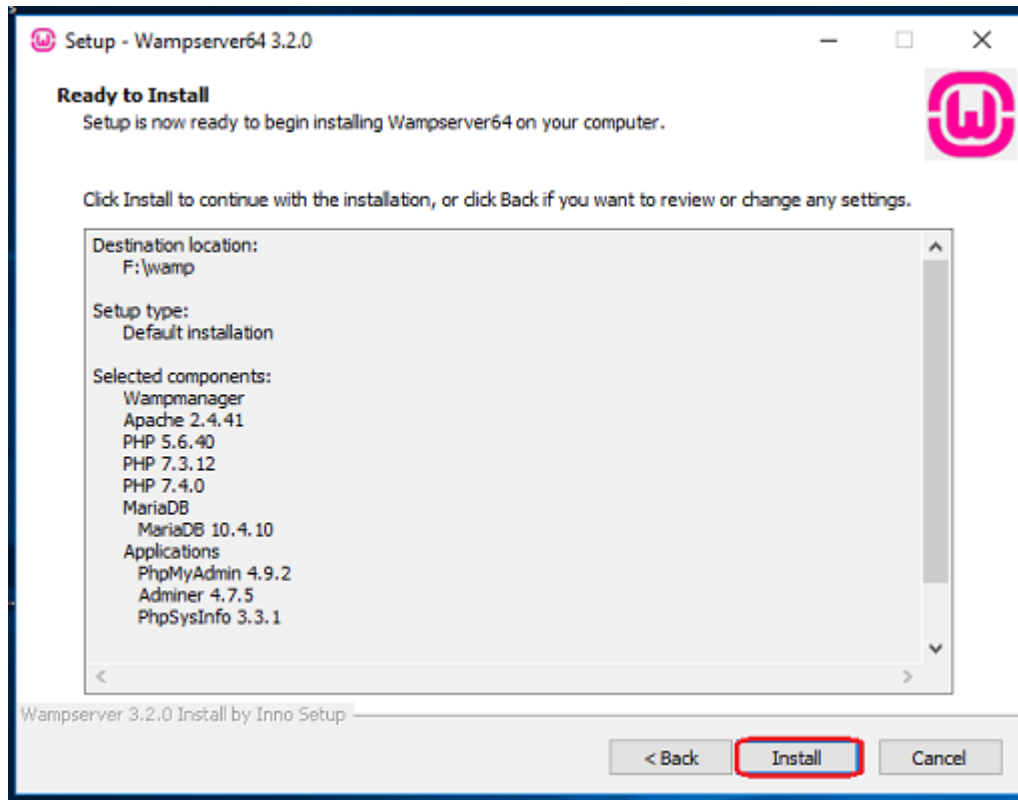 Setup - Wampserver64 3.2.0
Ready to Install
Setup is now ready to begin installing Wampserver64 on your computer.
Click Install to continue with the installation, or click Back if you want to review or change any settings.
Destination location:
F:\wamp
Setup type:
Default installation
Selected components:
Wampmanager
Apache 2.4.41
PHP 5.6.40
PHP 7.3.12
PHP 7.4.0
MariaDB
MariaDB 10.4.10
Applications
PhpMyAdmin 4.9.2
Adminer 4.7.5
PhpSysInfo 3.3.1
Wampserver 3.2.0 Install by Inno Setup
< Back Install Cancel